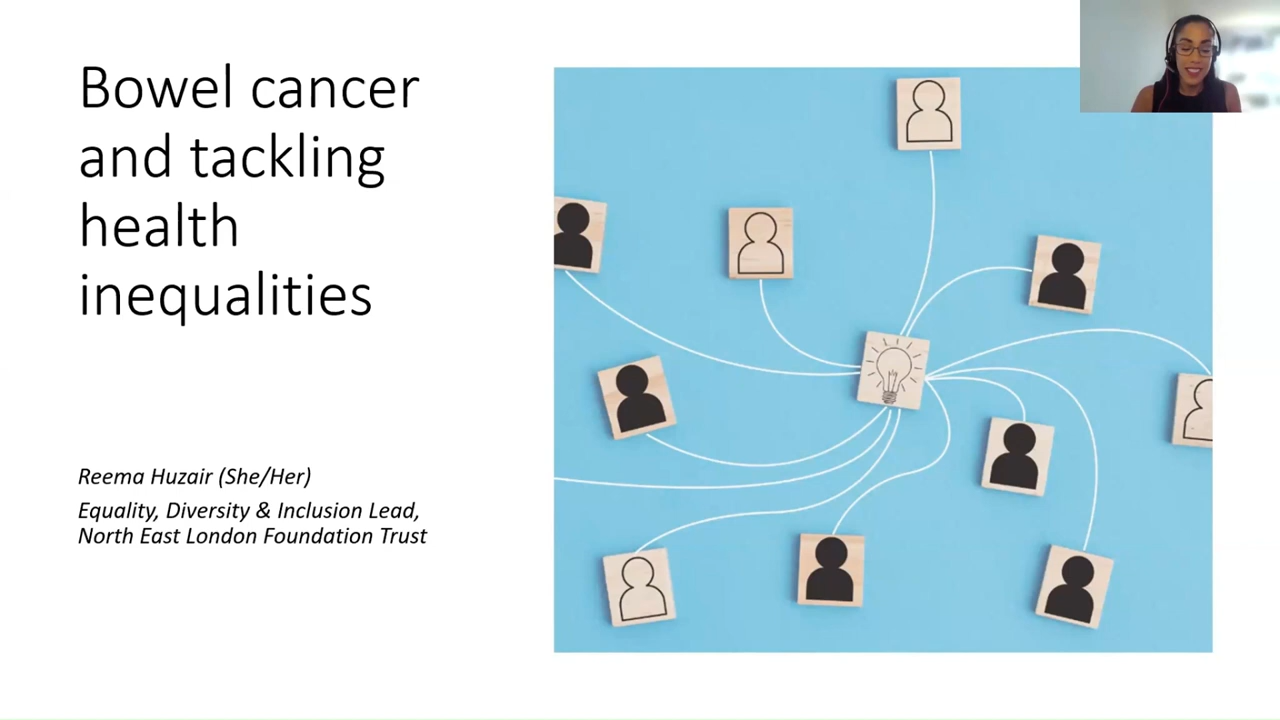 Bowel cancer
and tackling
health
inequalities
Reema Huzair (She/Her)
Equality, Diversity & Inclusion Lead,
North East London Foundation Trust